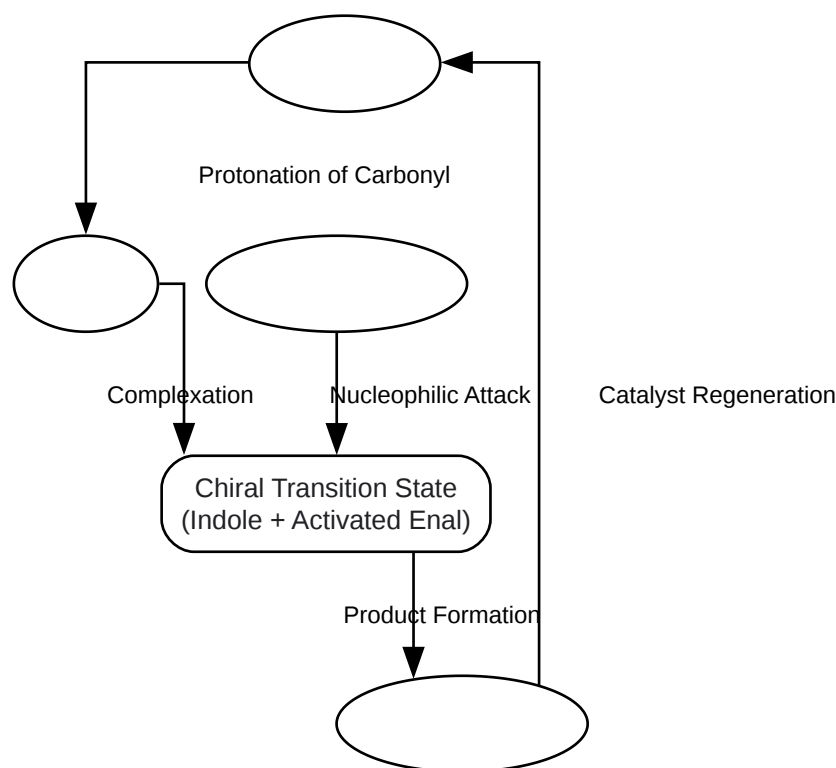 Protonation of Carbonyl
Complexation
Nucleophilic Attack
Catalyst Regeneration
Chiral Transition State
(Indole + Activated Enal)
Product Formation